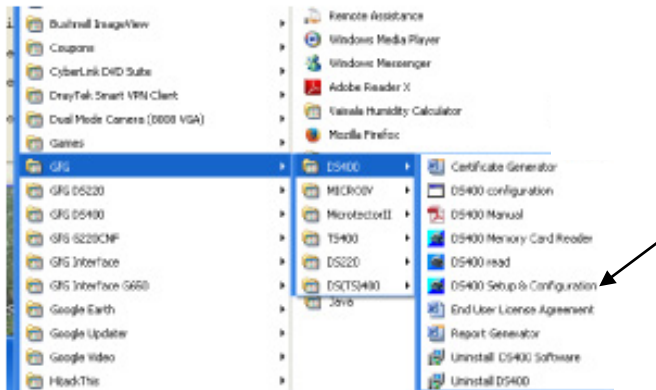 Bushnell ImageView
Coupons
CyberLink DVD Suite
DrayTek Smart VPN Client
Dual Mode Camera (8008 VGA)
Games
GFG
GFG DS220
GFG DS400
GFG G220CNF
GFG Interface
GFG Interface G650
Google Earth
Google Updater
Google Video
HijackThis
Remote Assistance
Windows Media Player
Windows Messenger
Adobe Reader X
Vaisala Humidity Calculator
Mozilla Firefox
DS400
MICROIV
MicrotectorII
TS400
DS220
DS(TS)400
Java
Certificate Generator
DS400 configuration
DS400 Manual
DS400 Memory Card Reader
DS400 read
DS400 Setup & Configuration
End User License Agreement
Report Generator
Uninstall DS400 Software
Uninstall DS400